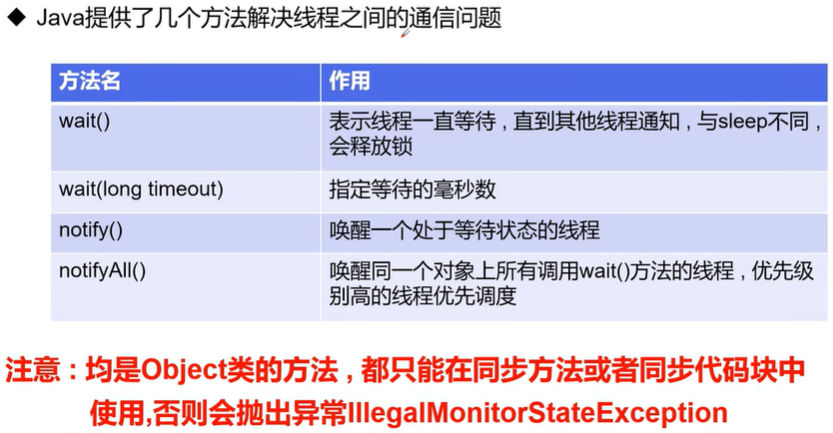 ◆ Java提供了几个方法解决线程之间的通信问题
方法名 作用
wait() 表示线程一直等待，直到其他线程通知，与sleep不同，
会释放锁
wait(long timeout) 指定等待的毫秒数
notify() 唤醒一个处于等待状态的线程
notifyAll() 唤醒同一个对象上所有调用wait()方法的线程，优先级
别高的线程优先调度
注意：均是Object类的方法，都只能在同步方法或者同步代码块中
使用,否则会抛出异常IllegalMonitorStateException